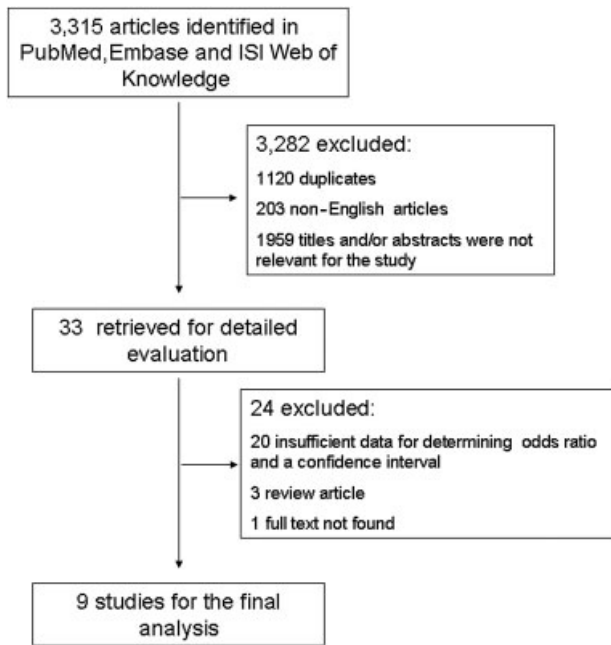 3,315 articles identified in
PubMed,Embase and ISI Web of
Knowledge
3,282 excluded:
1120 duplicates
203 non-English articles
1959 titles and/or abstracts were not
relevant for the study
33 retrieved for detailed
evaluation
24 excluded:
20 insufficient data for determining odds ratio
and a confidence interval
3 review article
1 full text not found
9 studies for the final
analysis